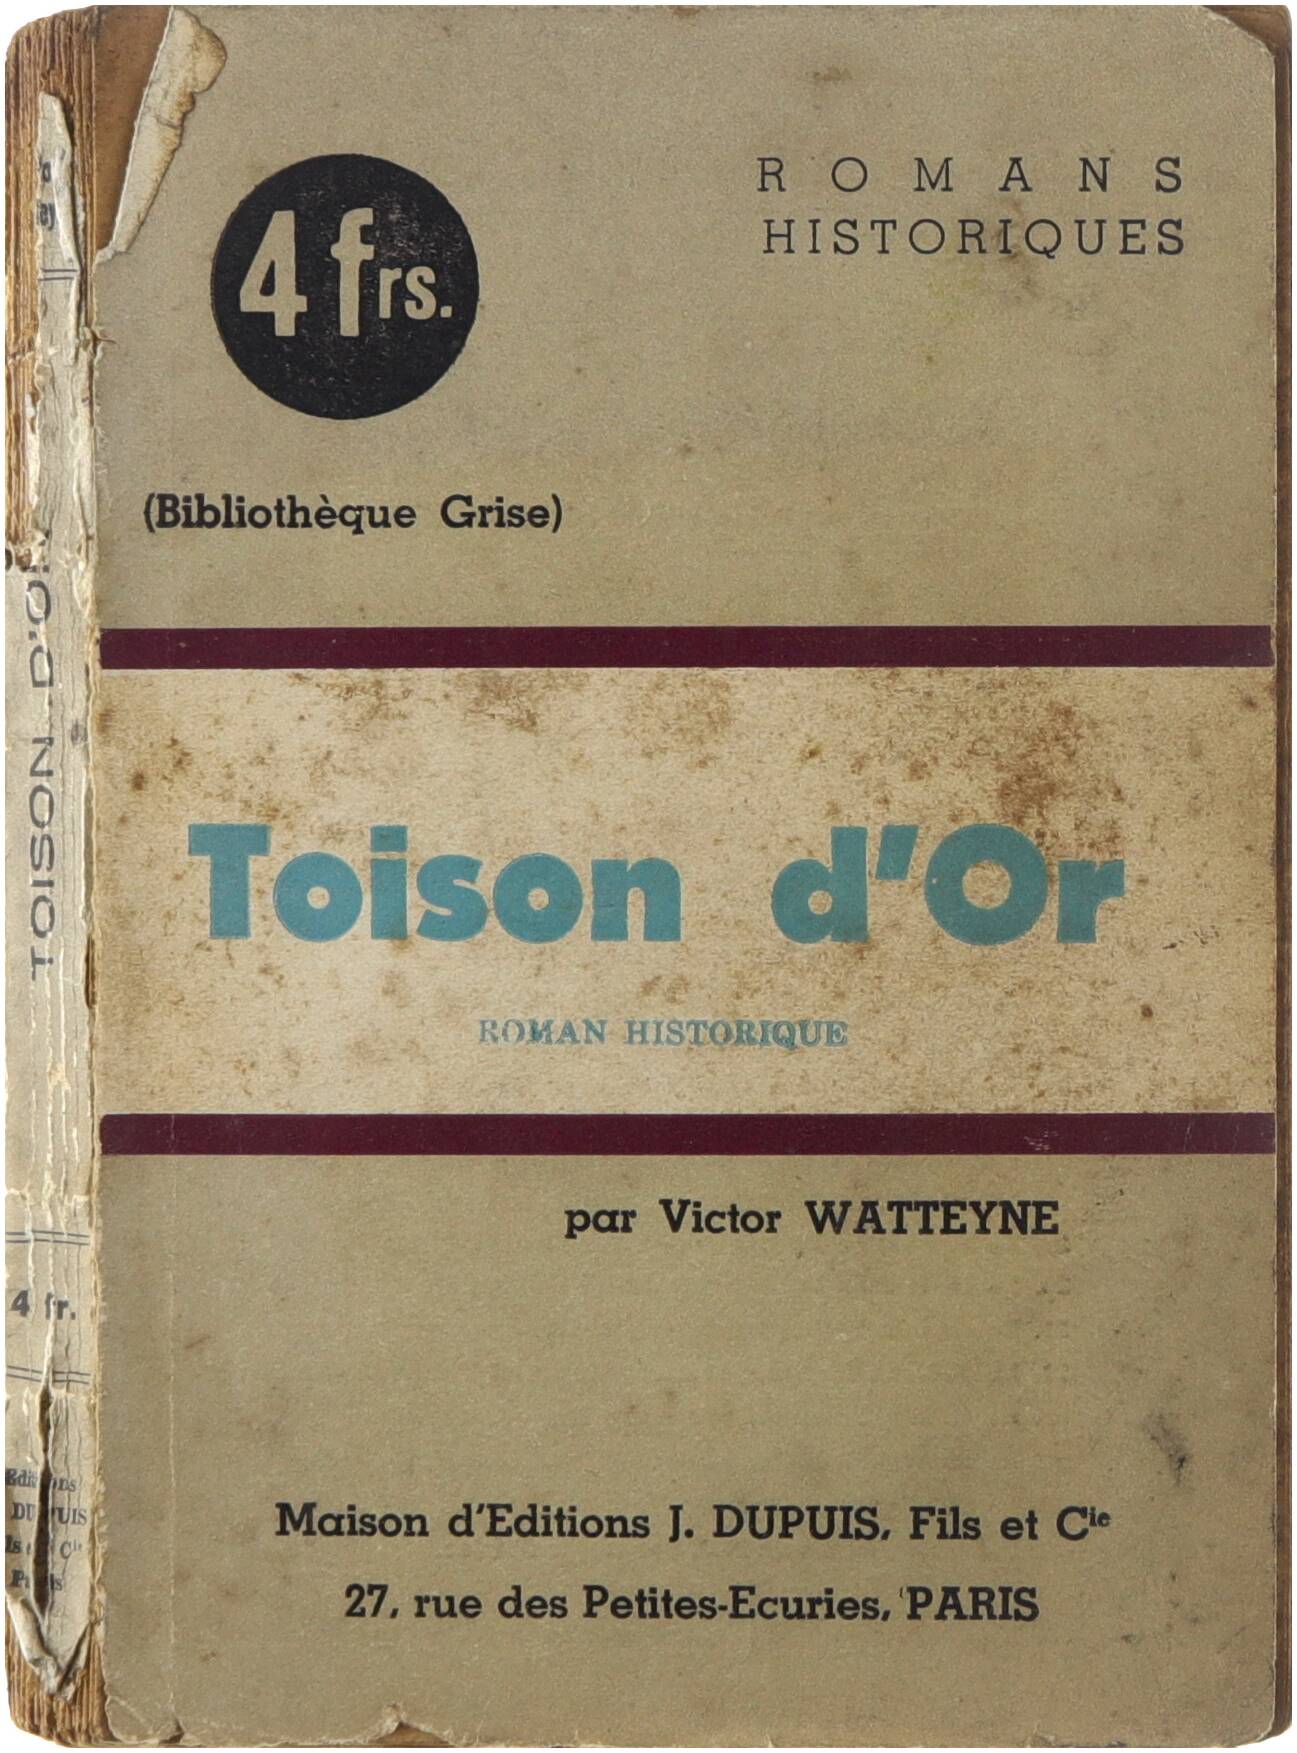 4 frs.
ROMANS
HISTORIQUES
(Bibliothèque Grise)
Toison d'Or
ROMAN HISTORIQUE
par Victor WATTEYNE
Maison d'Editions J. DUPUIS, Fils et Cie
27, rue des Petites-Ecuries, PARIS
TOISON D'OR
4 fr.